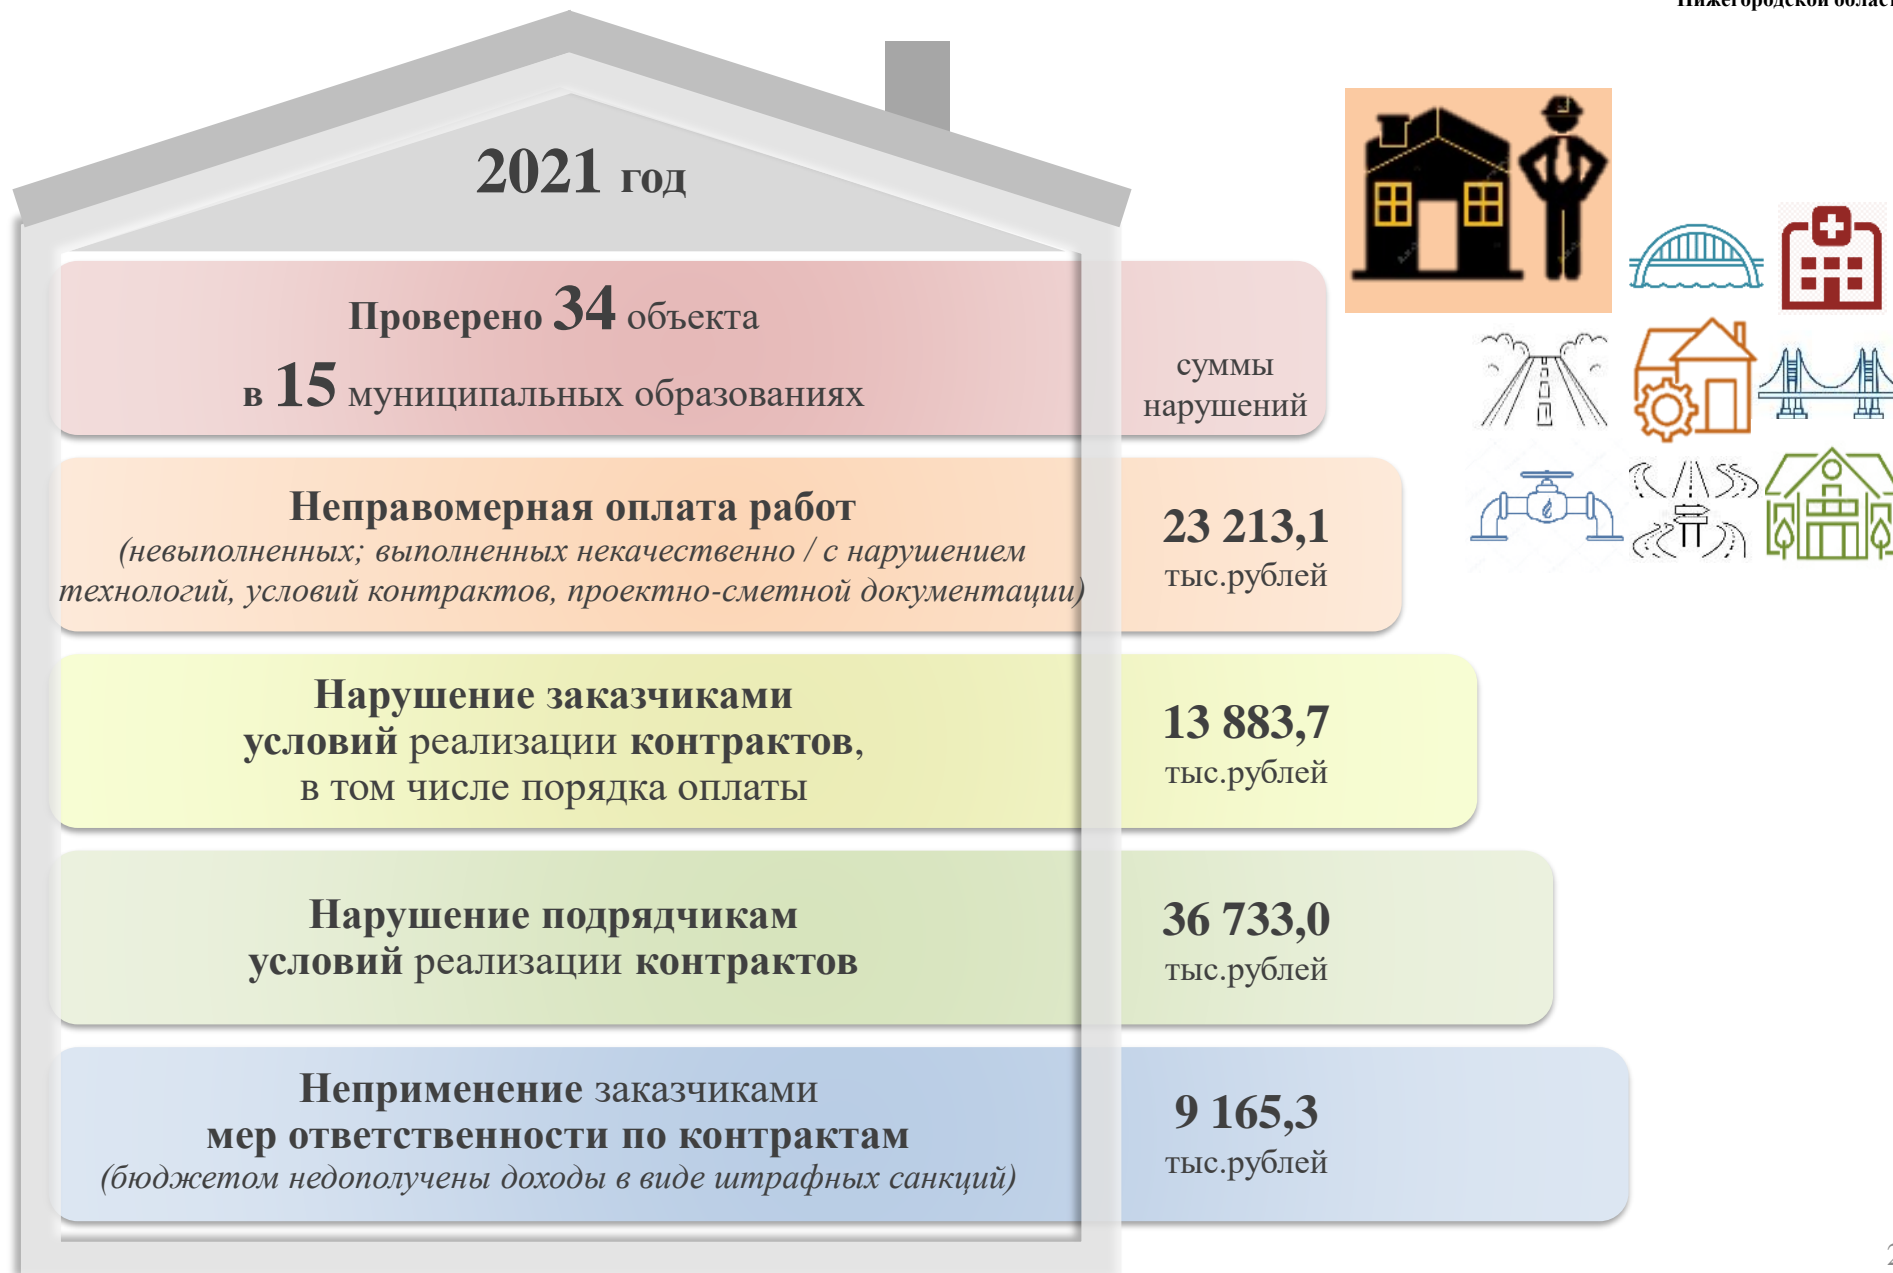 Нижегородской област
2021 год
Проверено 34 объекта
в 15 муниципальных образованиях
суммы
нарушений
Неправомерная оплата работ
(невыполненных; выполненных некачественно / с нарушением
технологий, условий контрактов, проектно-сметной документации)
23 213,1
тыс.рублей
Нарушение заказчиками
условий реализации контрактов,
в том числе порядка оплаты
13 883,7
тыс.рублей
Нарушение подрядчикам
условий реализации контрактов
36 733,0
тыс.рублей
Неприменение заказчиками
мер ответственности по контрактам
(бюджетом недополучены доходы в виде штрафных санкций)
9 165,3
тыс.рублей
2